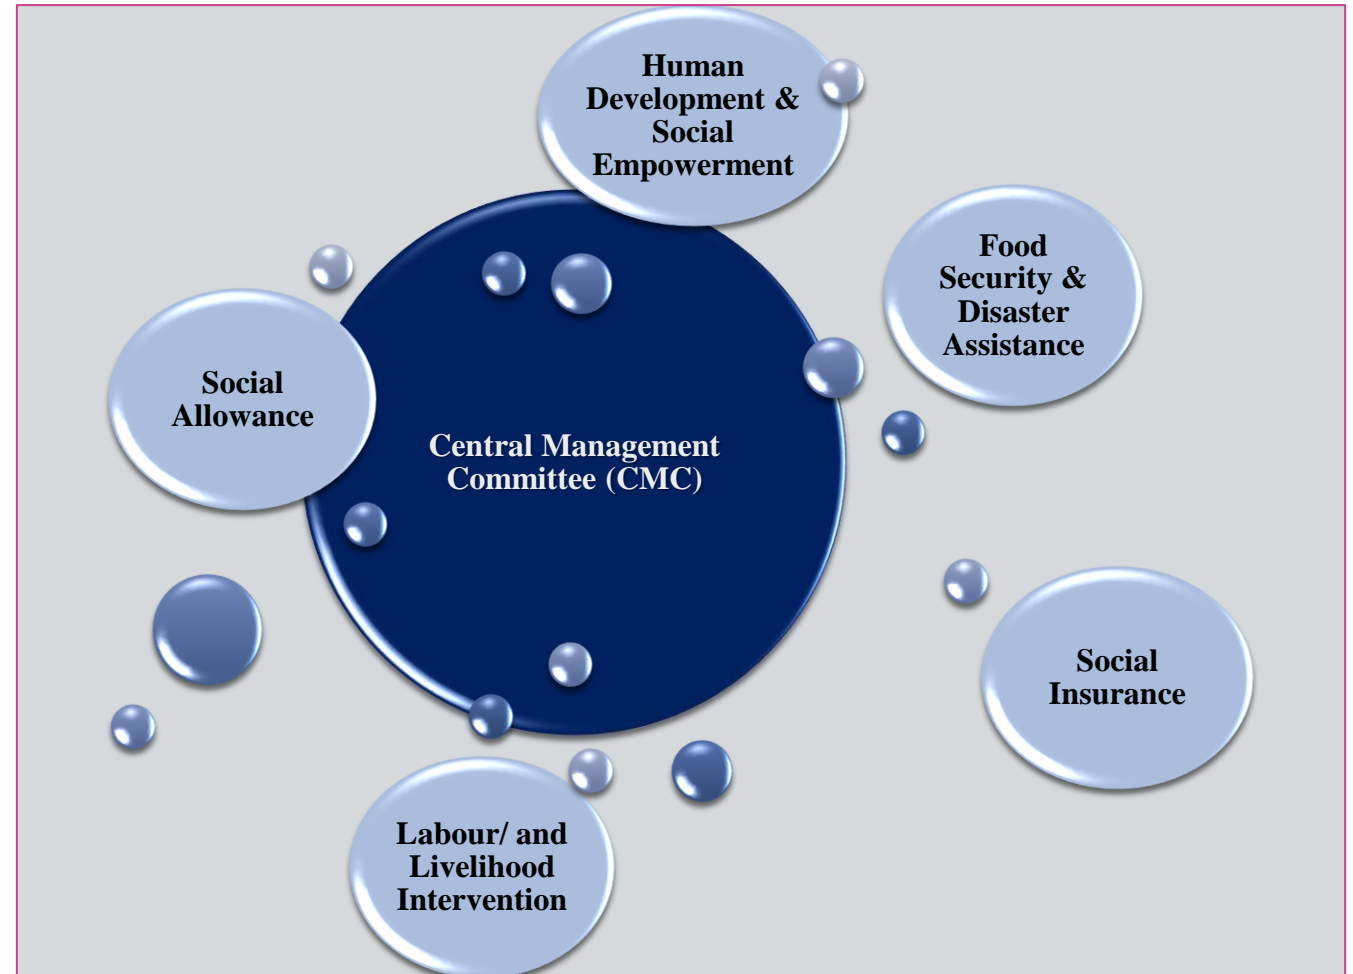 Human
Development &
Social
Empowerment
Food
Security &
Disaster
Assistance
Social
Allowance
Central Management
Committee (CMC)
Social
Insurance
Labour/ and
Livelihood
Intervention